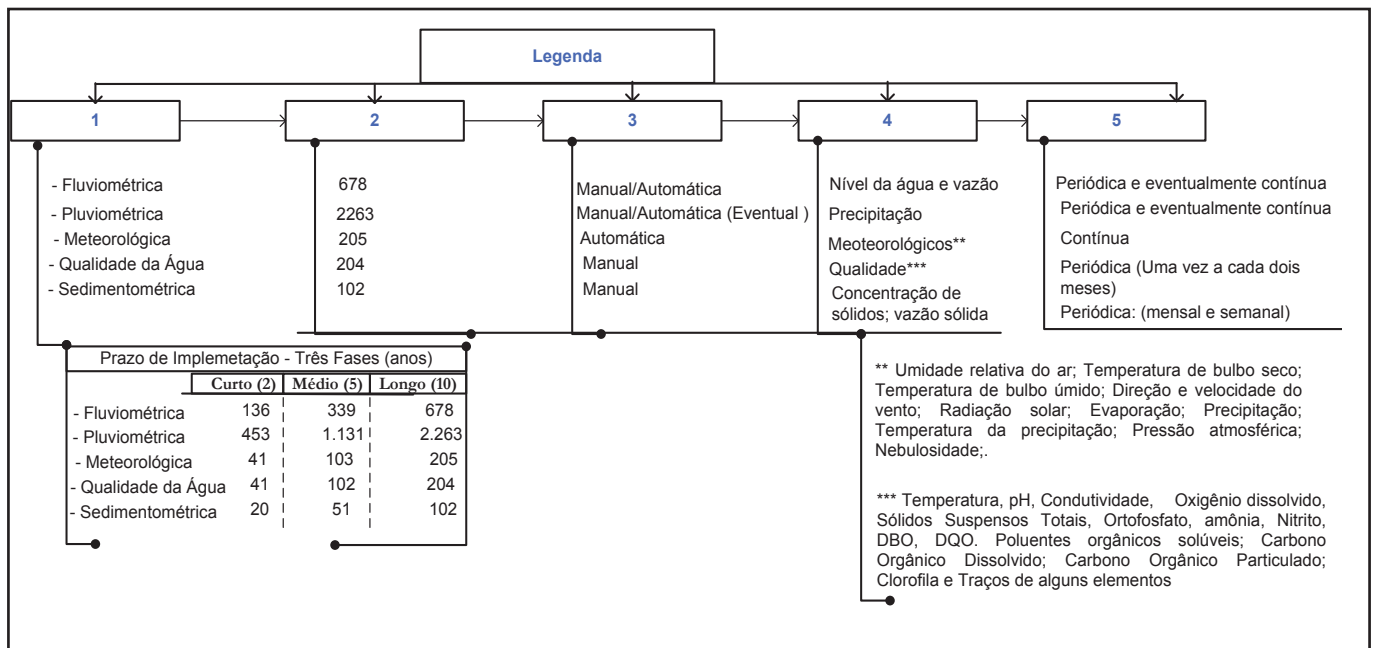 Legenda
1
2
3
4
5
- Fluviométrica
- Pluviométrica
- Meteorológica
- Qualidade da Água
- Sedimentométrica
678
2263
205
204
102
Manual/Automática
Manual/Automática (Eventual )
Automática
Manual
Manual
Nível da água e vazão
Precipitação
Meoteorológicos**
Qualidade***
Concentração de
sólidos; vazão sólida
Periódica e eventualmente contínua
Periódica e eventualmente contínua
Contínua
Periódica (Uma vez a cada dois
meses)
Periódica: (mensal e semanal)
Prazo de Implemetação - Três Fases (anos)
Curto (2) Médio (5) Longo (10)
- Fluviométrica 136 339 678
- Pluviométrica 453 1.131 2.263
- Meteorológica 41 103 205
- Qualidade da Água 41 102 204
- Sedimentométrica 20 51 102
** Umidade relativa do ar; Temperatura de bulbo seco;
Temperatura de bulbo úmido; Direção e velocidade do
vento; Radiação solar; Evaporação; Precipitação;
Temperatura da precipitação; Pressão atmosférica;
Nebulosidade;.
*** Temperatura, pH, Condutividade, Oxigênio dissolvido,
Sólidos Suspensos Totais, Ortofosfato, amônia, Nitrito,
DBO, DQO. Poluentes orgânicos solúveis; Carbono
Orgânico Dissolvido; Carbono Orgânico Particulado;
Clorofila e Traços de alguns elementos